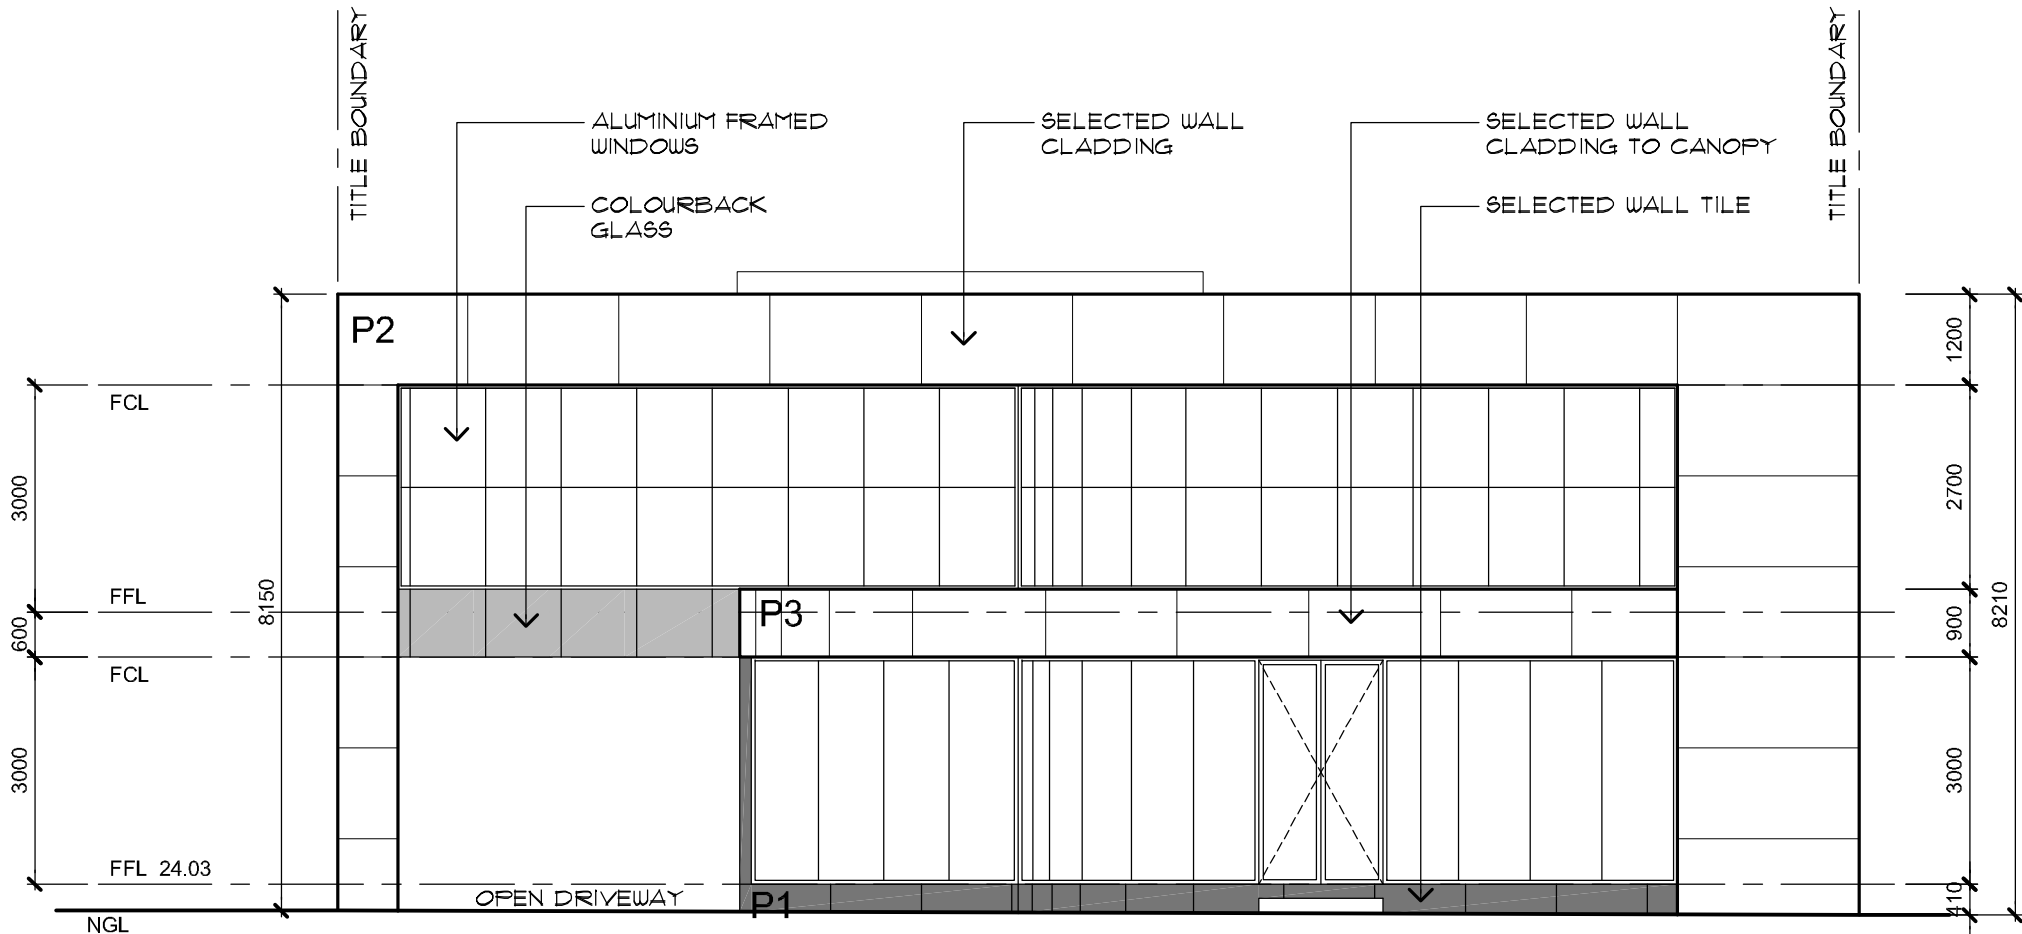 TITLE BOUNDARY
TITLE BOUNDARY
ALUMINIUM FRAMED
WINDOWS
SELECTED WALL
CLADDING
SELECTED WALL
CLADDING TO CANOPY
COLOURBACK
GLASS
SELECTED WALL TILE
P2
1200
FCL
3000
2700
8150
FFL
P3
600
900
8210
FCL
3000
3000
FFL 24.03
OPEN DRIVEWAY
P1
410
NGL